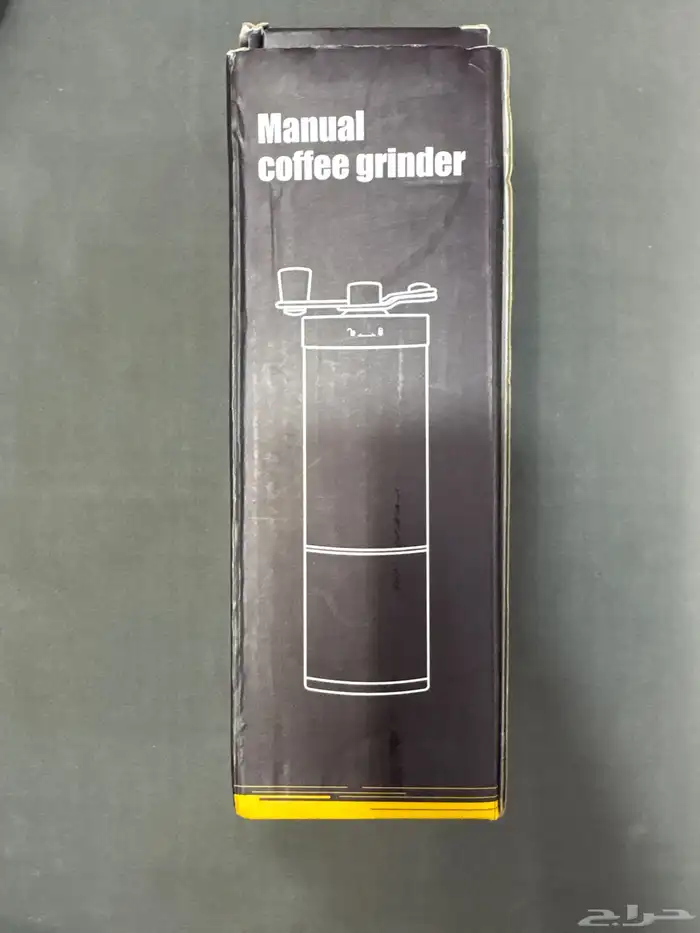 Manual
coffee grinder
حراج